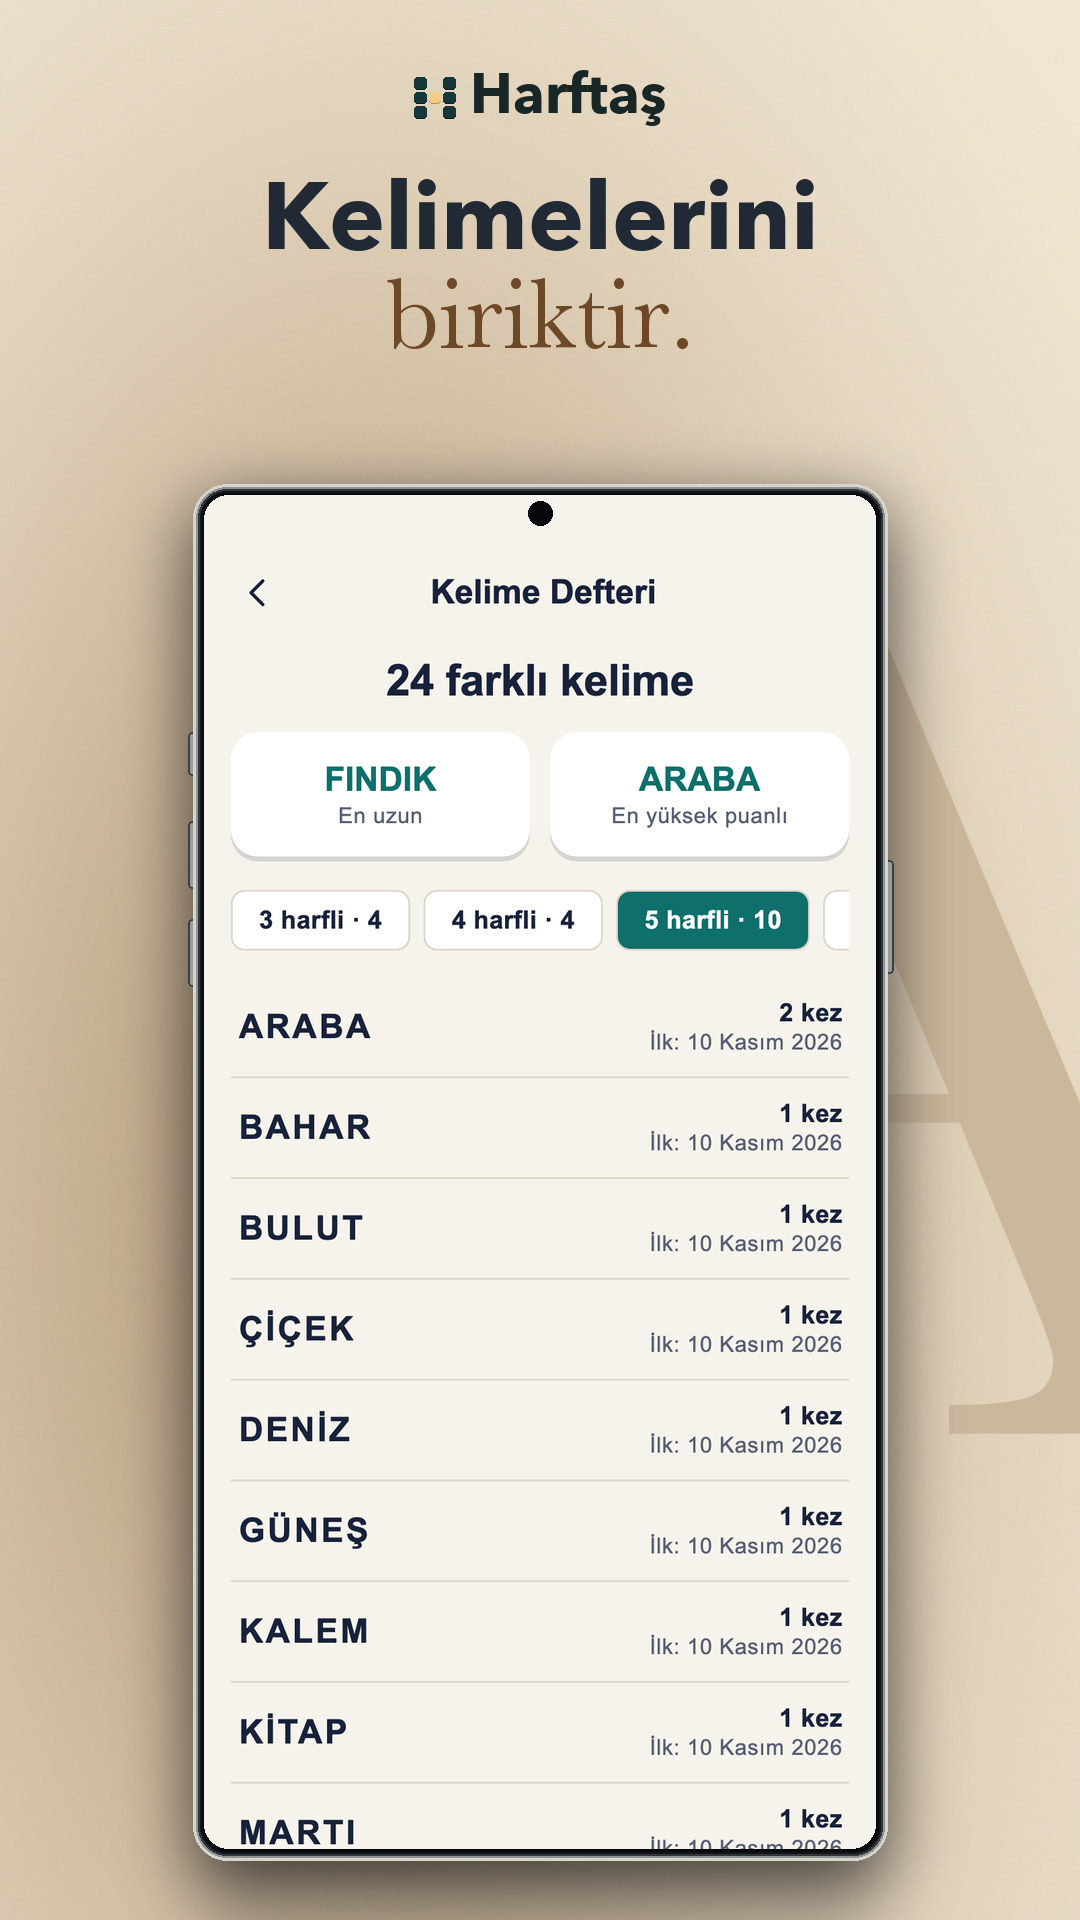 Harftaş
Kelimelerini
biriktir.
Kelime Defteri
24 farklı kelime
FINDIK
En uzun
ARABA
En yüksek puanlı
3 harfli · 4
4 harfli · 4
5 harfli · 10
ARABA
2 kez
İlk: 10 Kasım 2026
BAHAR
1 kez
İlk: 10 Kasım 2026
BULUT
1 kez
İlk: 10 Kasım 2026
ÇİÇEK
1 kez
İlk: 10 Kasım 2026
DENİZ
1 kez
İlk: 10 Kasım 2026
GÜNEŞ
1 kez
İlk: 10 Kasım 2026
KALEM
1 kez
İlk: 10 Kasım 2026
KİTAP
1 kez
İlk: 10 Kasım 2026
MARTI
1 kez
İlk: 10 Kasım 2026
A